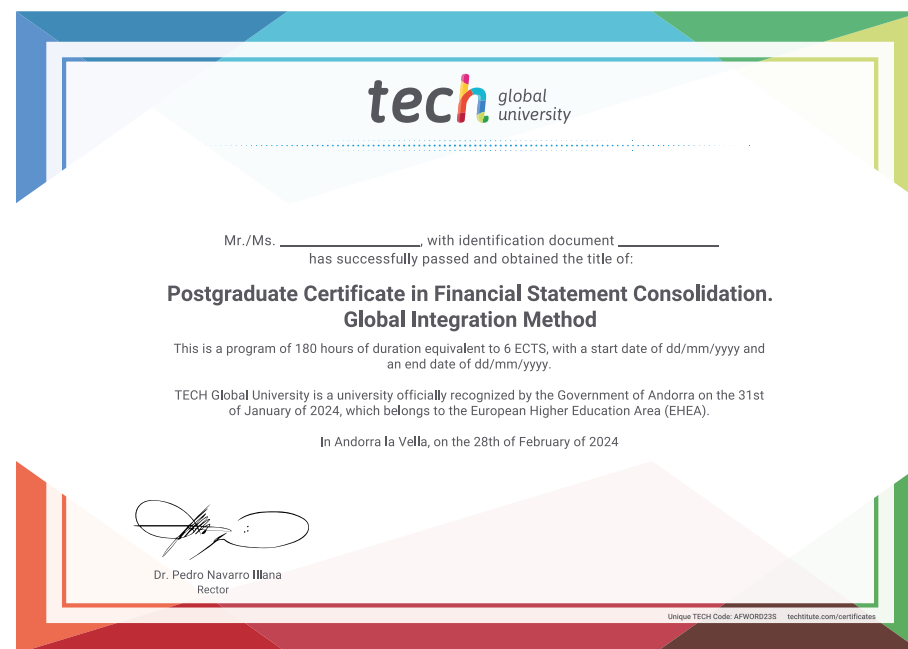 tech global
university
Mr./Ms. ____________________, with identification document ______________
has successfully passed and obtained the title of:
Postgraduate Certificate in Financial Statement Consolidation.
Global Integration Method
This is a program of 180 hours of duration equivalent to 6 ECTS, with a start date of dd/mm/yyyy and
an end date of dd/mm/yyyy.
TECH Global University is a university officially recognized by the Government of Andorra on the 31st
of January of 2024, which belongs to the European Higher Education Area (EHEA).
In Andorra la Vella, on the 28th of February of 2024
Dr. Pedro Navarro Illana
Rector
Unique TECH Code: AFWORD23S techtitute.com/certificates